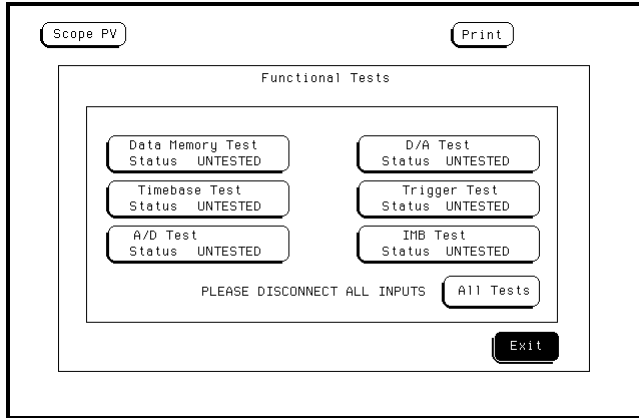 Scope PV
Print
Functional Tests
Data Memory Test
Status UNTESTED
D/A Test
Status UNTESTED
Timebase Test
Status UNTESTED
Trigger Test
Status UNTESTED
A/D Test
Status UNTESTED
IMB Test
Status UNTESTED
PLEASE DISCONNECT ALL INPUTS
All Tests
Exit